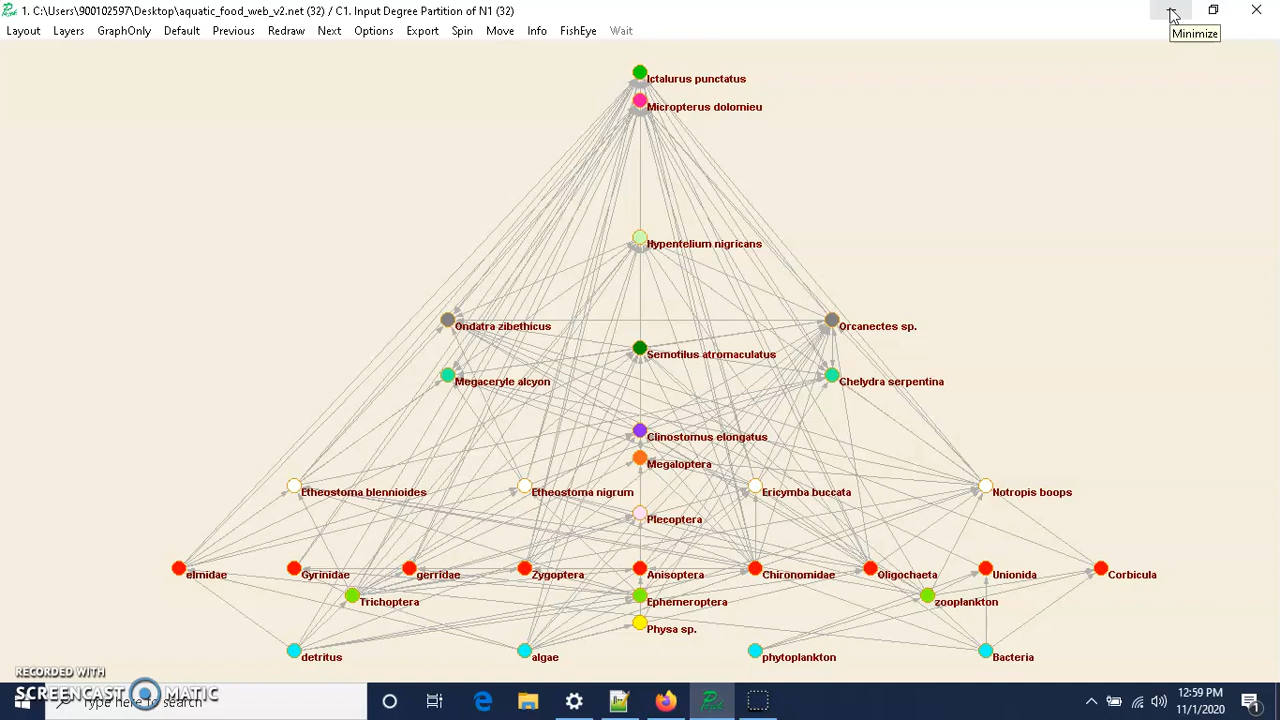 1. C:\Users\900102597\Desktop\aquatic_food_web_v2.net (32) / C1. Input Degree Partition of N1 (32)
Layout Layers GraphOnly Default Previous Redraw Next Options Export Spin Move Info FishEye Wait
Minimize
Ictalurus punctatus
Micropterus dolomieu
Hypentelium nigricans
Ondatra zibethicus
Orcanectes sp.
Semotilus atromaculatus
Megaceryle alcyon
Chelydra serpentina
Clinostomus elongatus
Megaloptera
Etheostoma blennioides
Etheostoma nigrum
Ericymba buccata
Notropis boops
Plecoptera
elmidae
Gyrinidae
gerridae
Zygoptera
Anisoptera
Chironomidae
Oligochaeta
Unionida
Corbicula
Trichoptera
Ephemeroptera
zooplankton
Physa sp.
detritus
algae
phytoplankton
Bacteria
RECORDED WITH
SCREENCAST MATIC
Type here to search
12:59 PM
11/1/2020
1